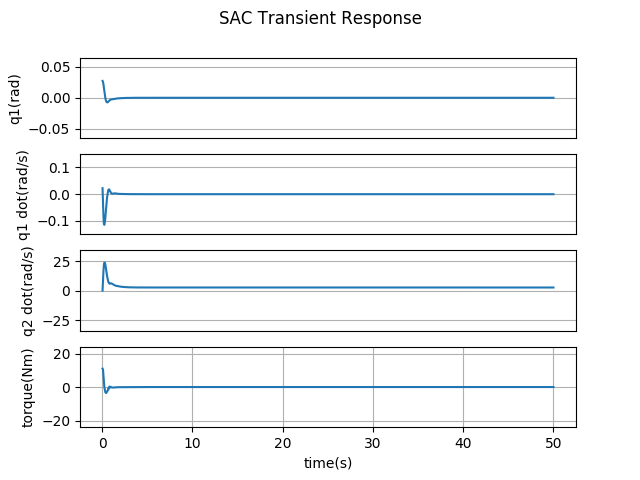 SAC Transient Response
q1(rad)
0.05
0.00
−0.05
q1 dot(rad/s)
0.1
0.0
−0.1
q2 dot(rad/s)
25
0
−25
torque(Nm)
20
0
−20
0 10 20 30 40 50
time(s)